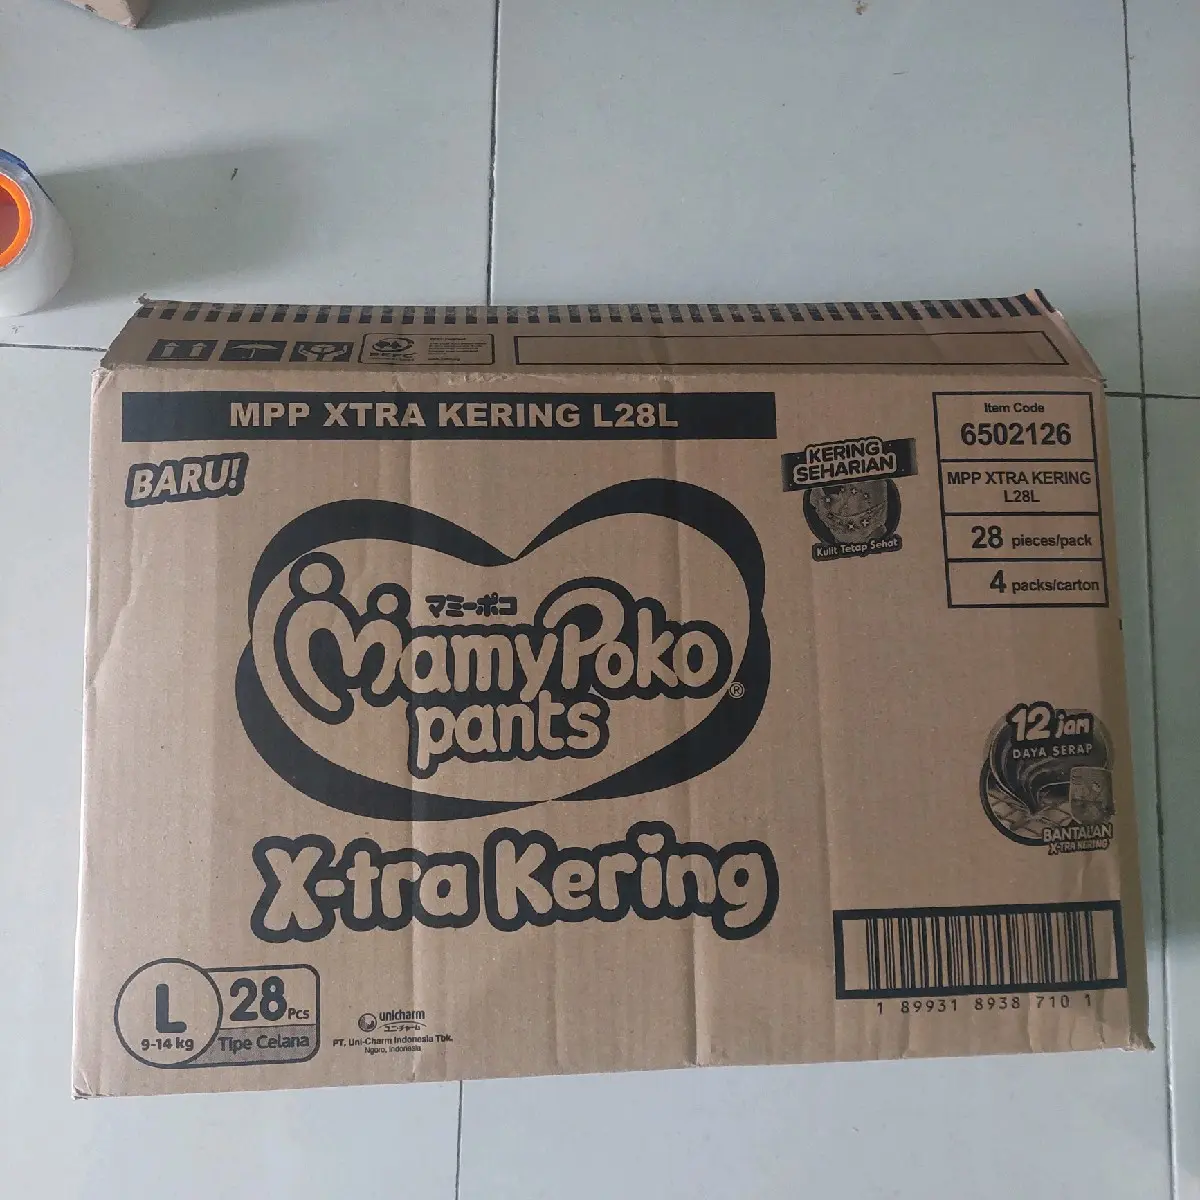 MPP XTRA KERING L28L
BARU!
KERING
SEHARIAN
Kulit Tetap Sehat
Item Code
6502126
MPP XTRA KERING
L28L
28 pieces/pack
4 packs/carton
マミーポコ
MamyPoko
pants®
X-tra Kering
12 jam
DAYA SERAP
BANTALAN
X-TRA KERING
L
9-14 kg
28 Pcs
Tipe Celana
unicharm
ユニ・チャーム
PT. Uni-Charm Indonesia Tbk.
Ngoro, Indonesia
1 89931 8938 710 1